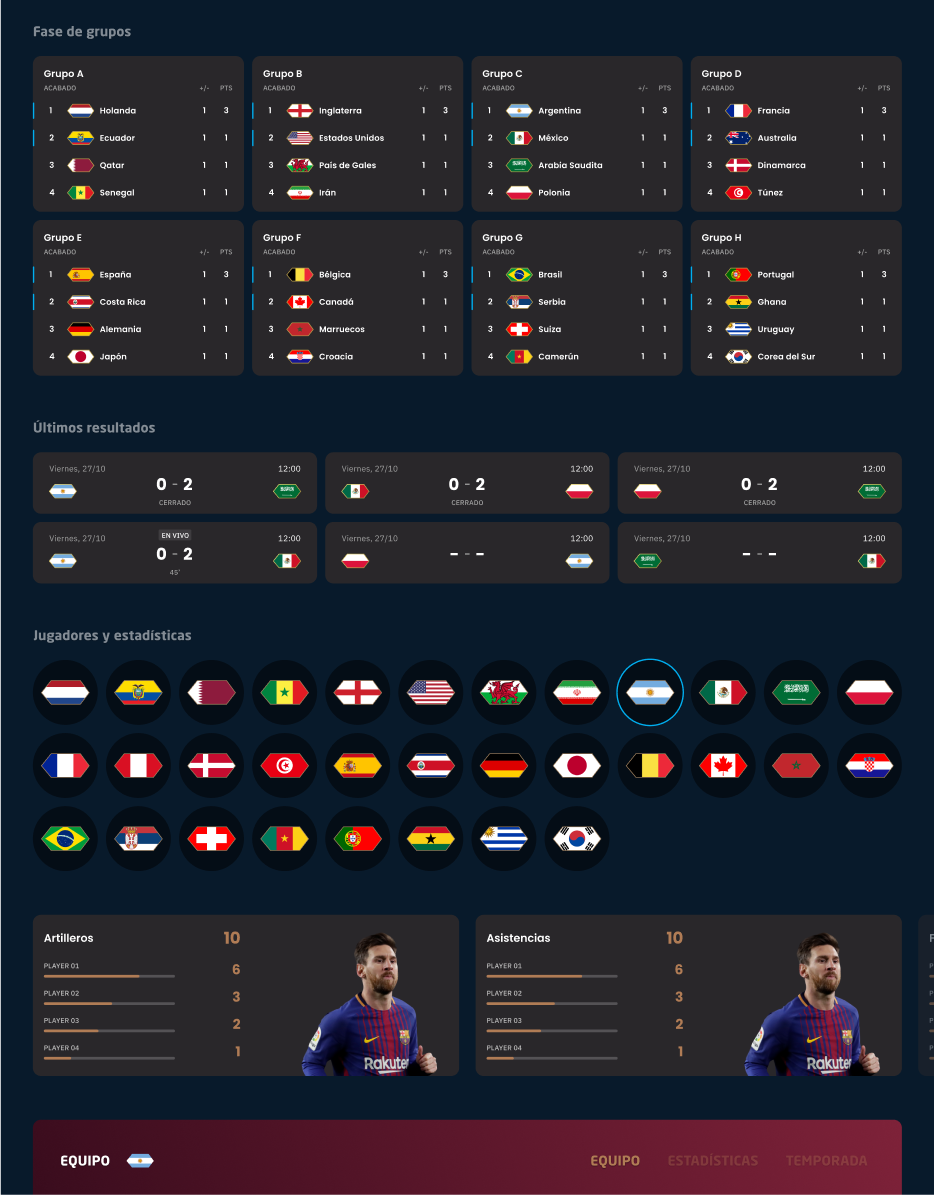 Fase de grupos
Grupo A
ACABADO +/- PTS
1 Holanda 1 3
2 Ecuador 1 1
3 Qatar 1 1
4 Senegal 1 1
Grupo B
ACABADO +/- PTS
1 Inglaterra 1 3
2 Estados Unidos 1 1
3 País de Gales 1 1
4 Irán 1 1
Grupo C
ACABADO +/- PTS
1 Argentina 1 3
2 México 1 1
3 Arabia Saudita 1 1
4 Polonia 1 1
Grupo D
ACABADO +/- PTS
1 Francia 1 3
2 Australia 1 1
3 Dinamarca 1 1
4 Túnez 1 1
Grupo E
ACABADO +/- PTS
1 España 1 3
2 Costa Rica 1 1
3 Alemania 1 1
4 Japón 1 1
Grupo F
ACABADO +/- PTS
1 Bélgica 1 3
2 Canadá 1 1
3 Marruecos 1 1
4 Croacia 1 1
Grupo G
ACABADO +/- PTS
1 Brasil 1 3
2 Serbia 1 1
3 Suiza 1 1
4 Camerún 1 1
Grupo H
ACABADO +/- PTS
1 Portugal 1 3
2 Ghana 1 1
3 Uruguay 1 1
4 Corea del Sur 1 1
Últimos resultados
Viernes, 27/10 12:00
0 - 2
CERRADO
Viernes, 27/10 12:00
0 - 2
CERRADO
Viernes, 27/10 12:00
0 - 2
CERRADO
EN VIVO
Viernes, 27/10 12:00
0 - 2
45'
Viernes, 27/10 12:00
- - -
Viernes, 27/10 12:00
- - -
Jugadores y estadísticas
Artilleros 10
PLAYER 01 6
PLAYER 02 3
PLAYER 03 2
PLAYER 04 1
Rakuten
Asistencias 10
PLAYER 01 6
PLAYER 02 3
PLAYER 03 2
PLAYER 04 1
Rakuten
EQUIPO
EQUIPO ESTADÍSTICAS TEMPORADA